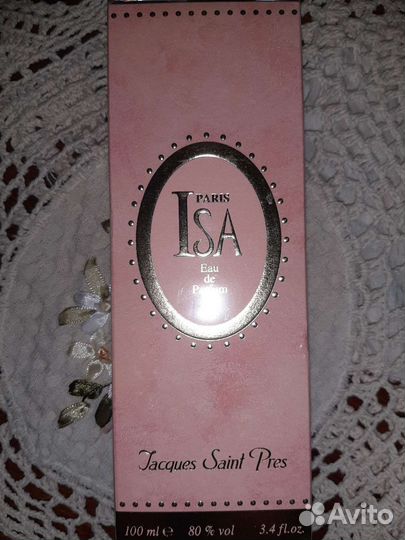 PARIS
ISA
Eau
de
Parfum
Jacques Saint Pres
100 ml e 80 % vol 3.4 fl.oz.
Avito